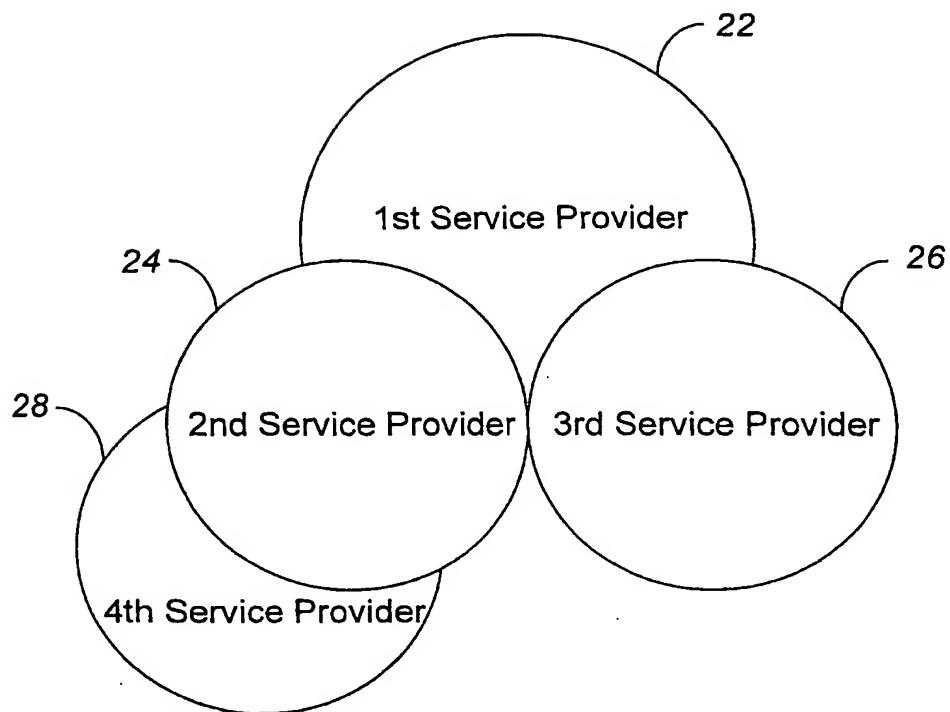 22
1st Service Provider
24
26
2nd Service Provider
3rd Service Provider
28
4th Service Provider